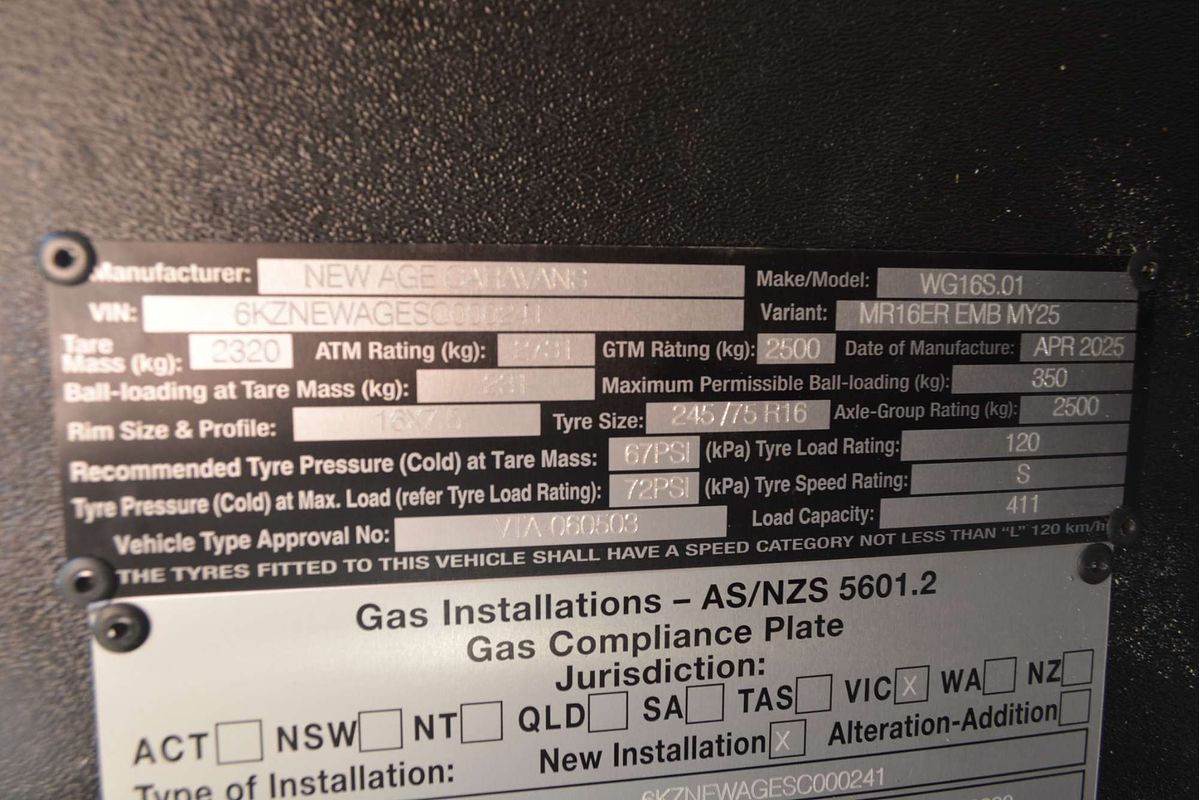 Manufacturer: NEW AGE CARAVANS Make/Model: WG16S.01
VIN: 6KZNEWAGESC000241 Variant: MR16ER EMB MY25
Tare Mass (kg): 2320 ATM Rating (kg): 2731 GTM Rating (kg): 2500 Date of Manufacture: APR 2025
Ball-loading at Tare Mass (kg): 231 Maximum Permissible Ball-loading (kg): 350
Rim Size & Profile: 16X7.5 Tyre Size: 245/75 R16 Axle-Group Rating (kg): 2500
Recommended Tyre Pressure (Cold) at Tare Mass: 67PSI (kPa) Tyre Load Rating: 120
Tyre Pressure (Cold) at Max. Load (refer Tyre Load Rating): 72PSI (kPa) Tyre Speed Rating: S
Vehicle Type Approval No: VTA 060503 Load Capacity: 411
THE TYRES FITTED TO THIS VEHICLE SHALL HAVE A SPEED CATEGORY NOT LESS THAN "L" 120 km/h
Gas Installations – AS/NZS 5601.2
Gas Compliance Plate
Jurisdiction:
ACT NSW NT QLD SA TAS VIC X WA NZ
Type of Installation: New Installation X Alteration-Addition
6KZNEWAGESC000241